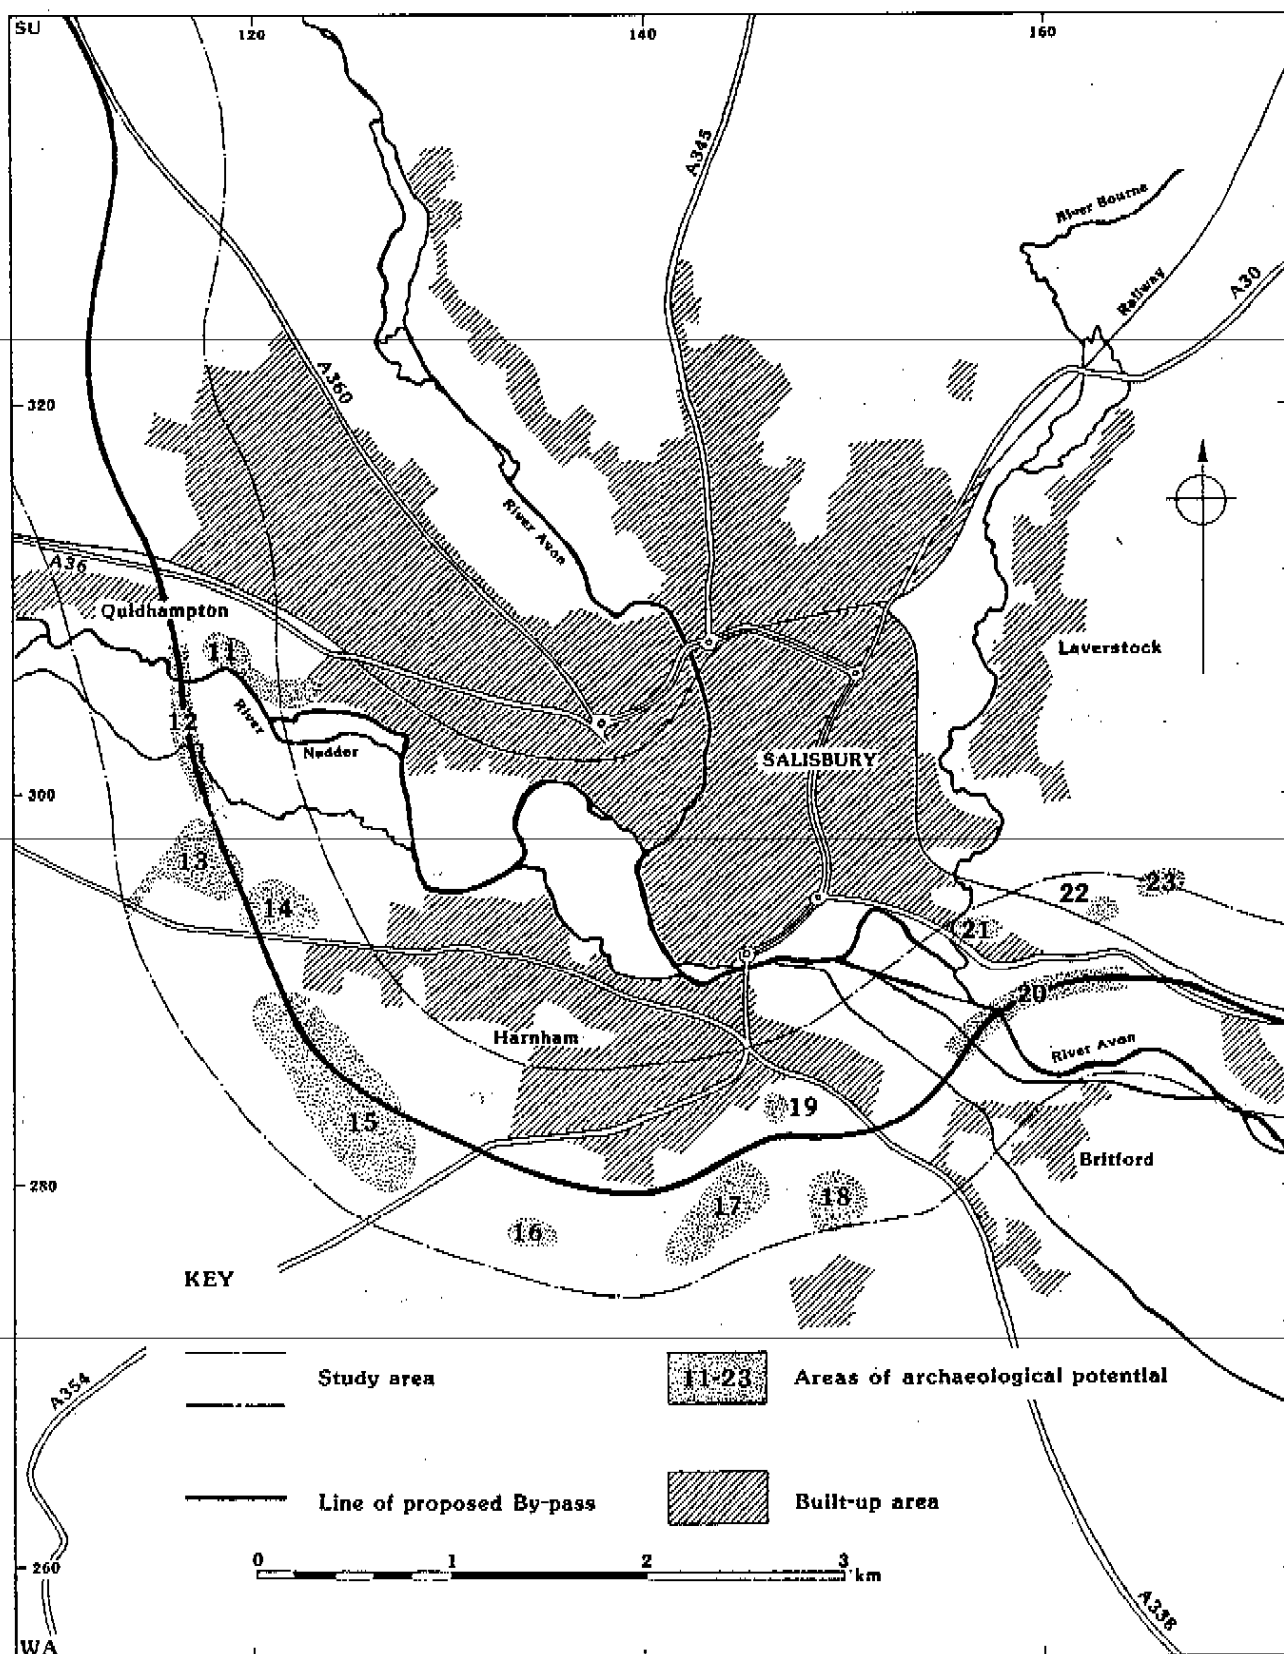 SU
120
140
160
A345
River Bourne
Railway
A30
A360
320
River Avon
A36
Quidhampton
11
Laverstock
12
River
Nadder
SALISBURY
300
13
14
22
23
21
20
Harnham
River Avon
15
19
Britford
280
17
18
16
KEY
Study area
11-23
Areas of archaeological potential
A354
Line of proposed By-pass
Built-up area
0
1
2
3
km
260
A338
WA